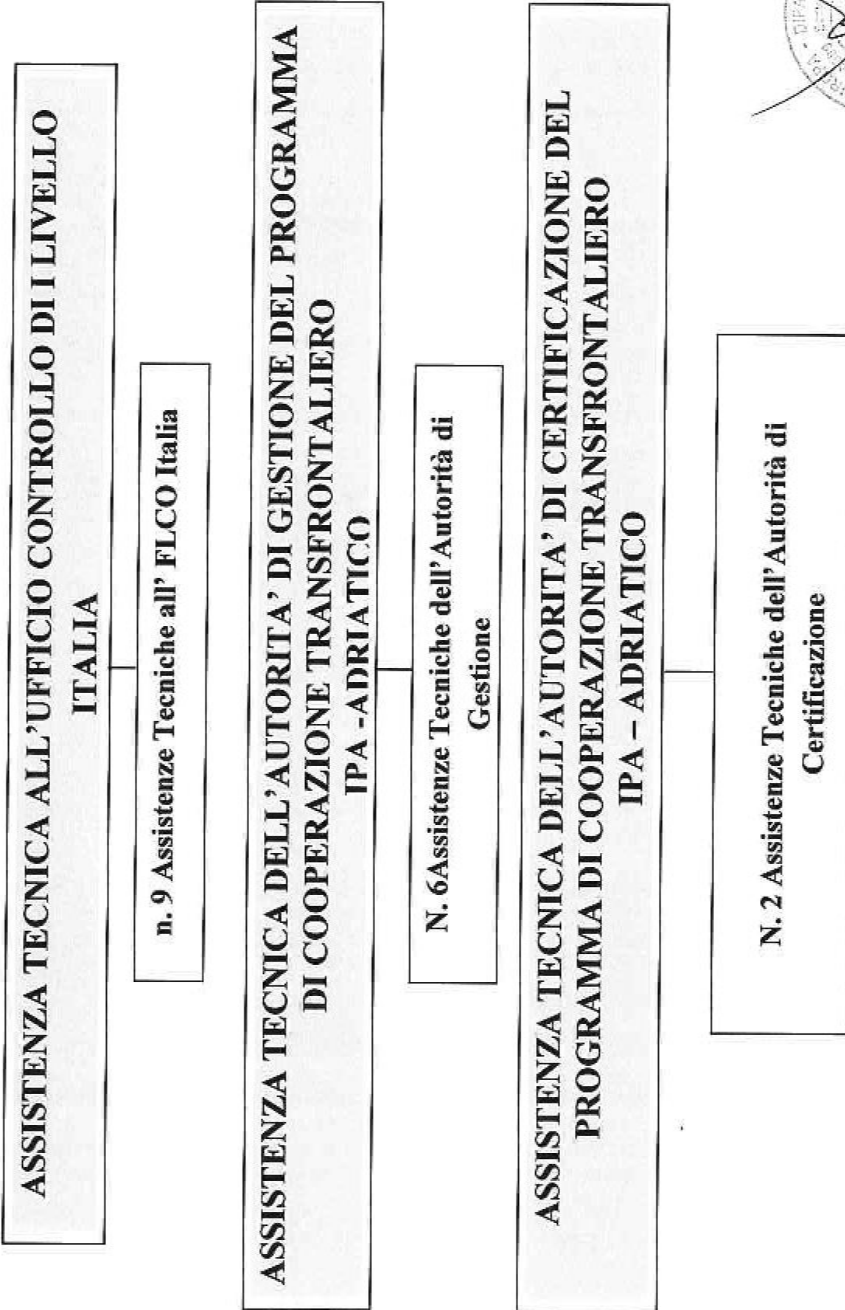 ASSISTENZA TECNICA ALL'UFFICIO CONTROLLO DI I LIVELLO
ITALIA
n. 9 Assistenze Tecniche all' FLCO Italia
ASSISTENZA TECNICA DELL'AUTORITA' DI GESTIONE DEL PROGRAMMA
DI COOPERAZIONE TRANSFRONTALIERO
IPA -ADRIATICO
N. 6Assistenze Tecniche dell'Autorità di
Gestione
ASSISTENZA TECNICA DELL'AUTORITA' DI CERTIFICAZIONE DEL
PROGRAMMA DI COOPERAZIONE TRANSFRONTALIERO
IPA – ADRIATICO
N. 2 Assistenze Tecniche dell'Autorità di
Certificazione